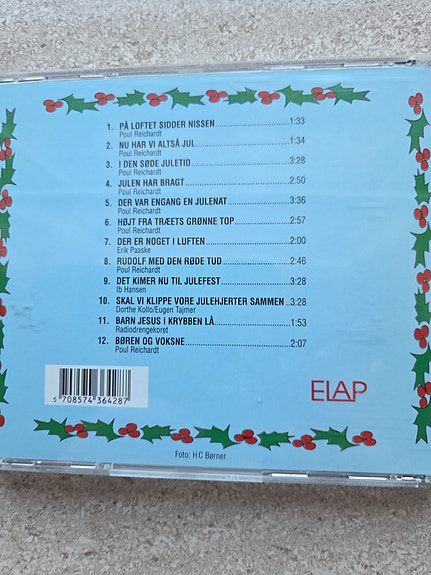 1. PÅ LOFTET SIDDER NISSEN 1:33
Poul Reichardt
2. NU HAR VI ALTSÅ JUL 1:34
Poul Reichardt
3. I DEN SØDE JULETID 3:28
Poul Reichardt
4. JULEN HAR BRAGT 2:50
Poul Reichardt
5. DER VAR ENGANG EN JULENAT 3:36
Poul Reichardt
6. HØJT FRA TRÆETS GRØNNE TOP 2:57
Poul Reichardt
7. DER ER NOGET I LUFTEN 2:00
Erik Paaske
8. RUDOLF MED DEN RØDE TUD 2:46
Poul Reichardt
9. DET KIMER NU TIL JULEFEST 3:28
Ib Hansen
10. SKAL VI KLIPPE VORE JULEHJERTER SAMMEN 3:28
Dorthe Kollo/Eugen Tajmer
11. BARN JESUS I KRYBBEN LÅ 1:53
Radiodrengekoret
12. BØREN OG VOKSNE 2:07
Poul Reichardt
5 708574 364287
ELAP
Foto: H C Børner